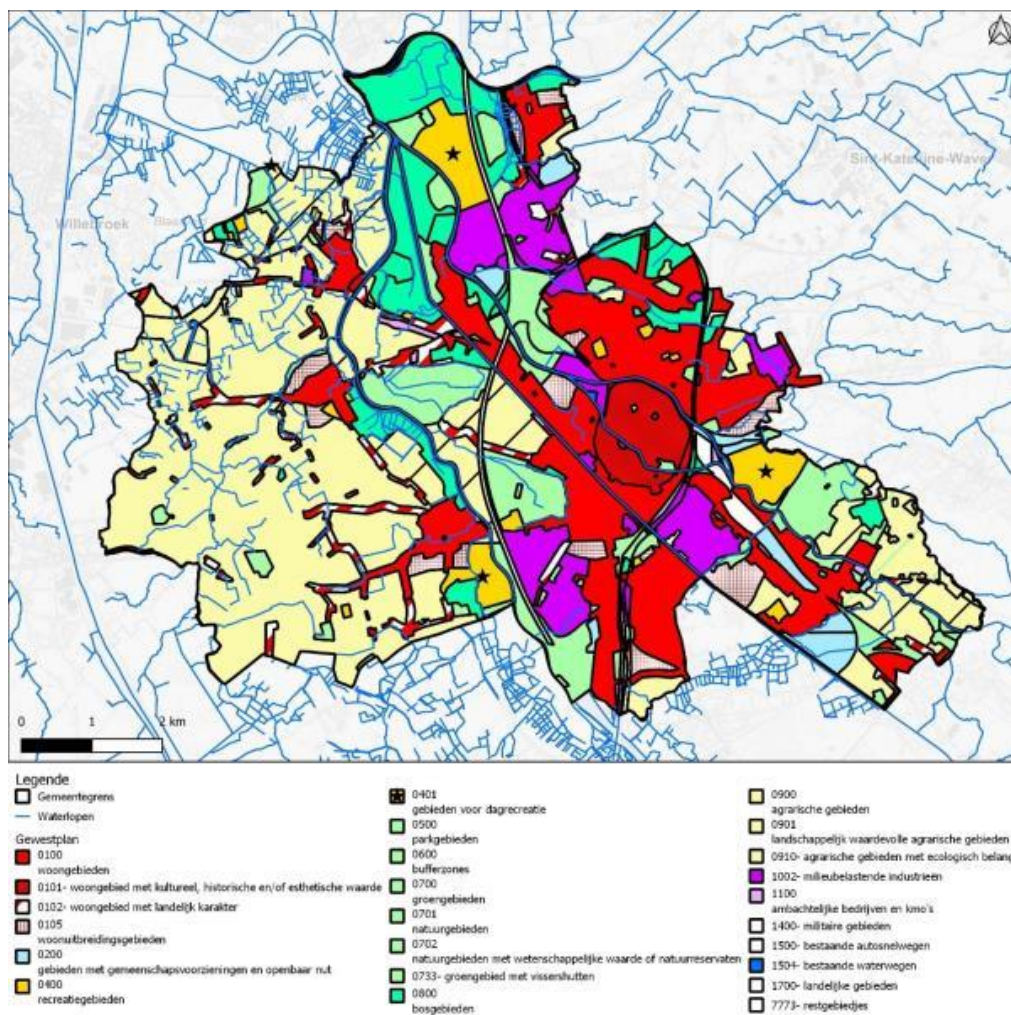 Sint-Katelijne-Waver
Willebroek
0 1 2 km
Legende
Gemeentegrens
Waterlopen
Gewestplan
0100
woongebieden
0101- woongebied met kultureel, historische en/of esthetische waarde
0102- woongebied met landelijk karakter
0105
woonuitbreidingsgebieden
0200
gebieden met gemeenschapsvoorzieningen en openbaar nut
0400
recreatiegebieden
0401
gebieden voor dagrecreatie
0500
parkgebieden
0600
bufferzones
0700
groengebieden
0701
natuurgebieden
0702
natuurgebieden met wetenschappelijke waarde of natuurreservaten
0733- groengebied met vissershutten
0800
bosgebieden
0900
agrarische gebieden
0901
landschappelijk waardevolle agrarische gebieden
0910- agrarische gebieden met ecologisch belang
1002- milieubelastende industrieën
1100
ambachtelijke bedrijven en kmo's
1400- militaire gebieden
1500- bestaande autosnelwegen
1504- bestaande waterwegen
1700- landelijke gebieden
7773- restgebiedjes